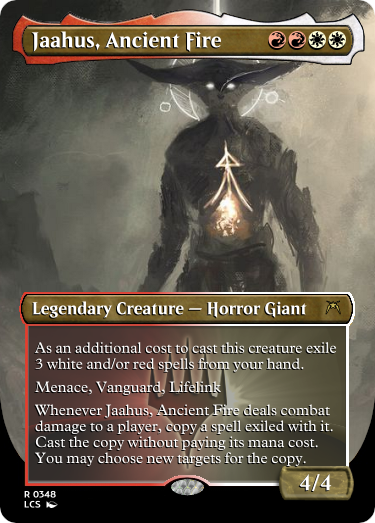 Jaahus, Ancient Fire
Legendary Creature — Horror Giant
As an additional cost to cast this creature exile
3 white and/or red spells from your hand.
Menace, Vanguard, Lifelink
Whenever Jaahus, Ancient Fire deals combat
damage to a player, copy a spell exiled with it.
Cast the copy without paying its mana cost.
You may choose new targets for the copy.
4/4
R 0348
LCS